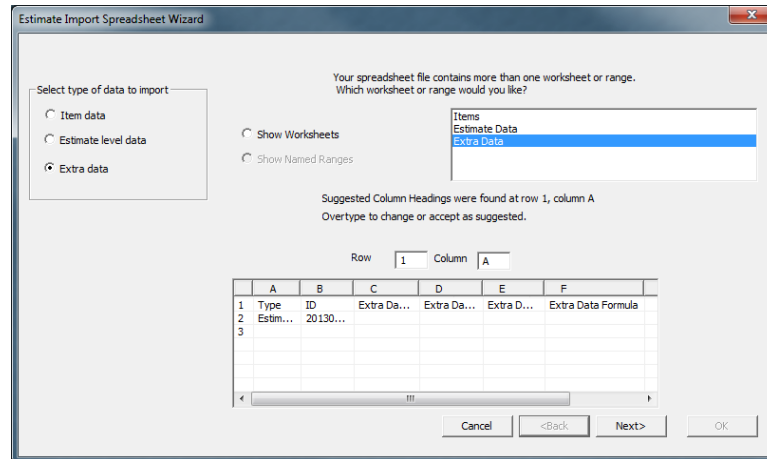 Estimate Import Spreadsheet Wizard
Select type of data to import
Item data
Estimate level data
Extra data
Your spreadsheet file contains more than one worksheet or range.
Which worksheet or range would you like?
Show Worksheets
Show Named Ranges
Items
Estimate Data
Extra Data
Suggested Column Headings were found at row 1, column A
Overtype to change or accept as suggested.
Row 1 Column A
A B C D E F
1 Type ID Extra Da... Extra Da... Extra D... Extra Data Formula
2 Estim... 20130...
3
Cancel <Back Next> OK